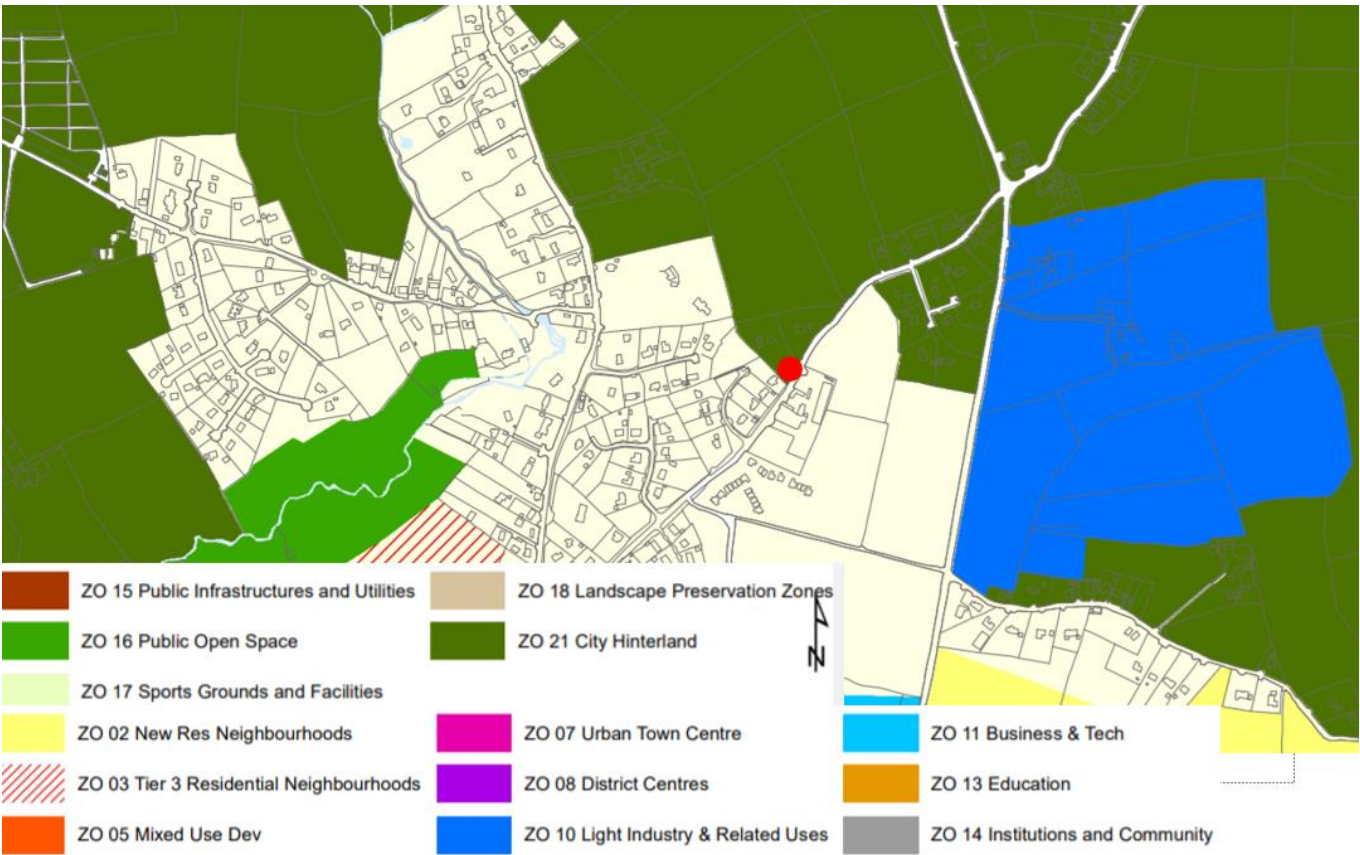 ZO 15 Public Infrastructures and Utilities
ZO 18 Landscape Preservation Zones
ZO 16 Public Open Space
ZO 21 City Hinterland
N
ZO 17 Sports Grounds and Facilities
ZO 02 New Res Neighbourhoods
ZO 07 Urban Town Centre
ZO 11 Business & Tech
ZO 03 Tier 3 Residential Neighbourhoods
ZO 08 District Centres
ZO 13 Education
ZO 05 Mixed Use Dev
ZO 10 Light Industry & Related Uses
ZO 14 Institutions and Community